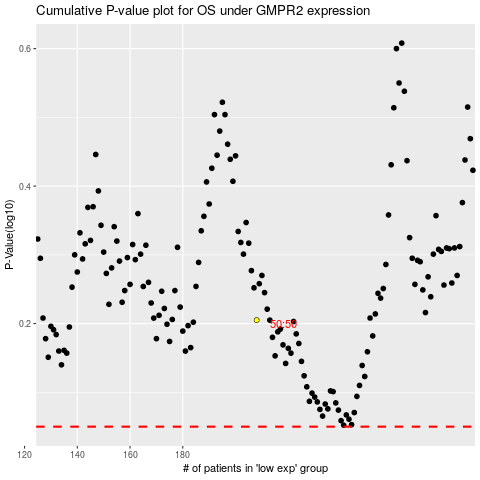 Cumulative P-value plot for OS under GMPR2 expression
P-Value(log10)
0.6
0.4
0.2
50:50
120 140 160 180
# of patients in 'low exp' group